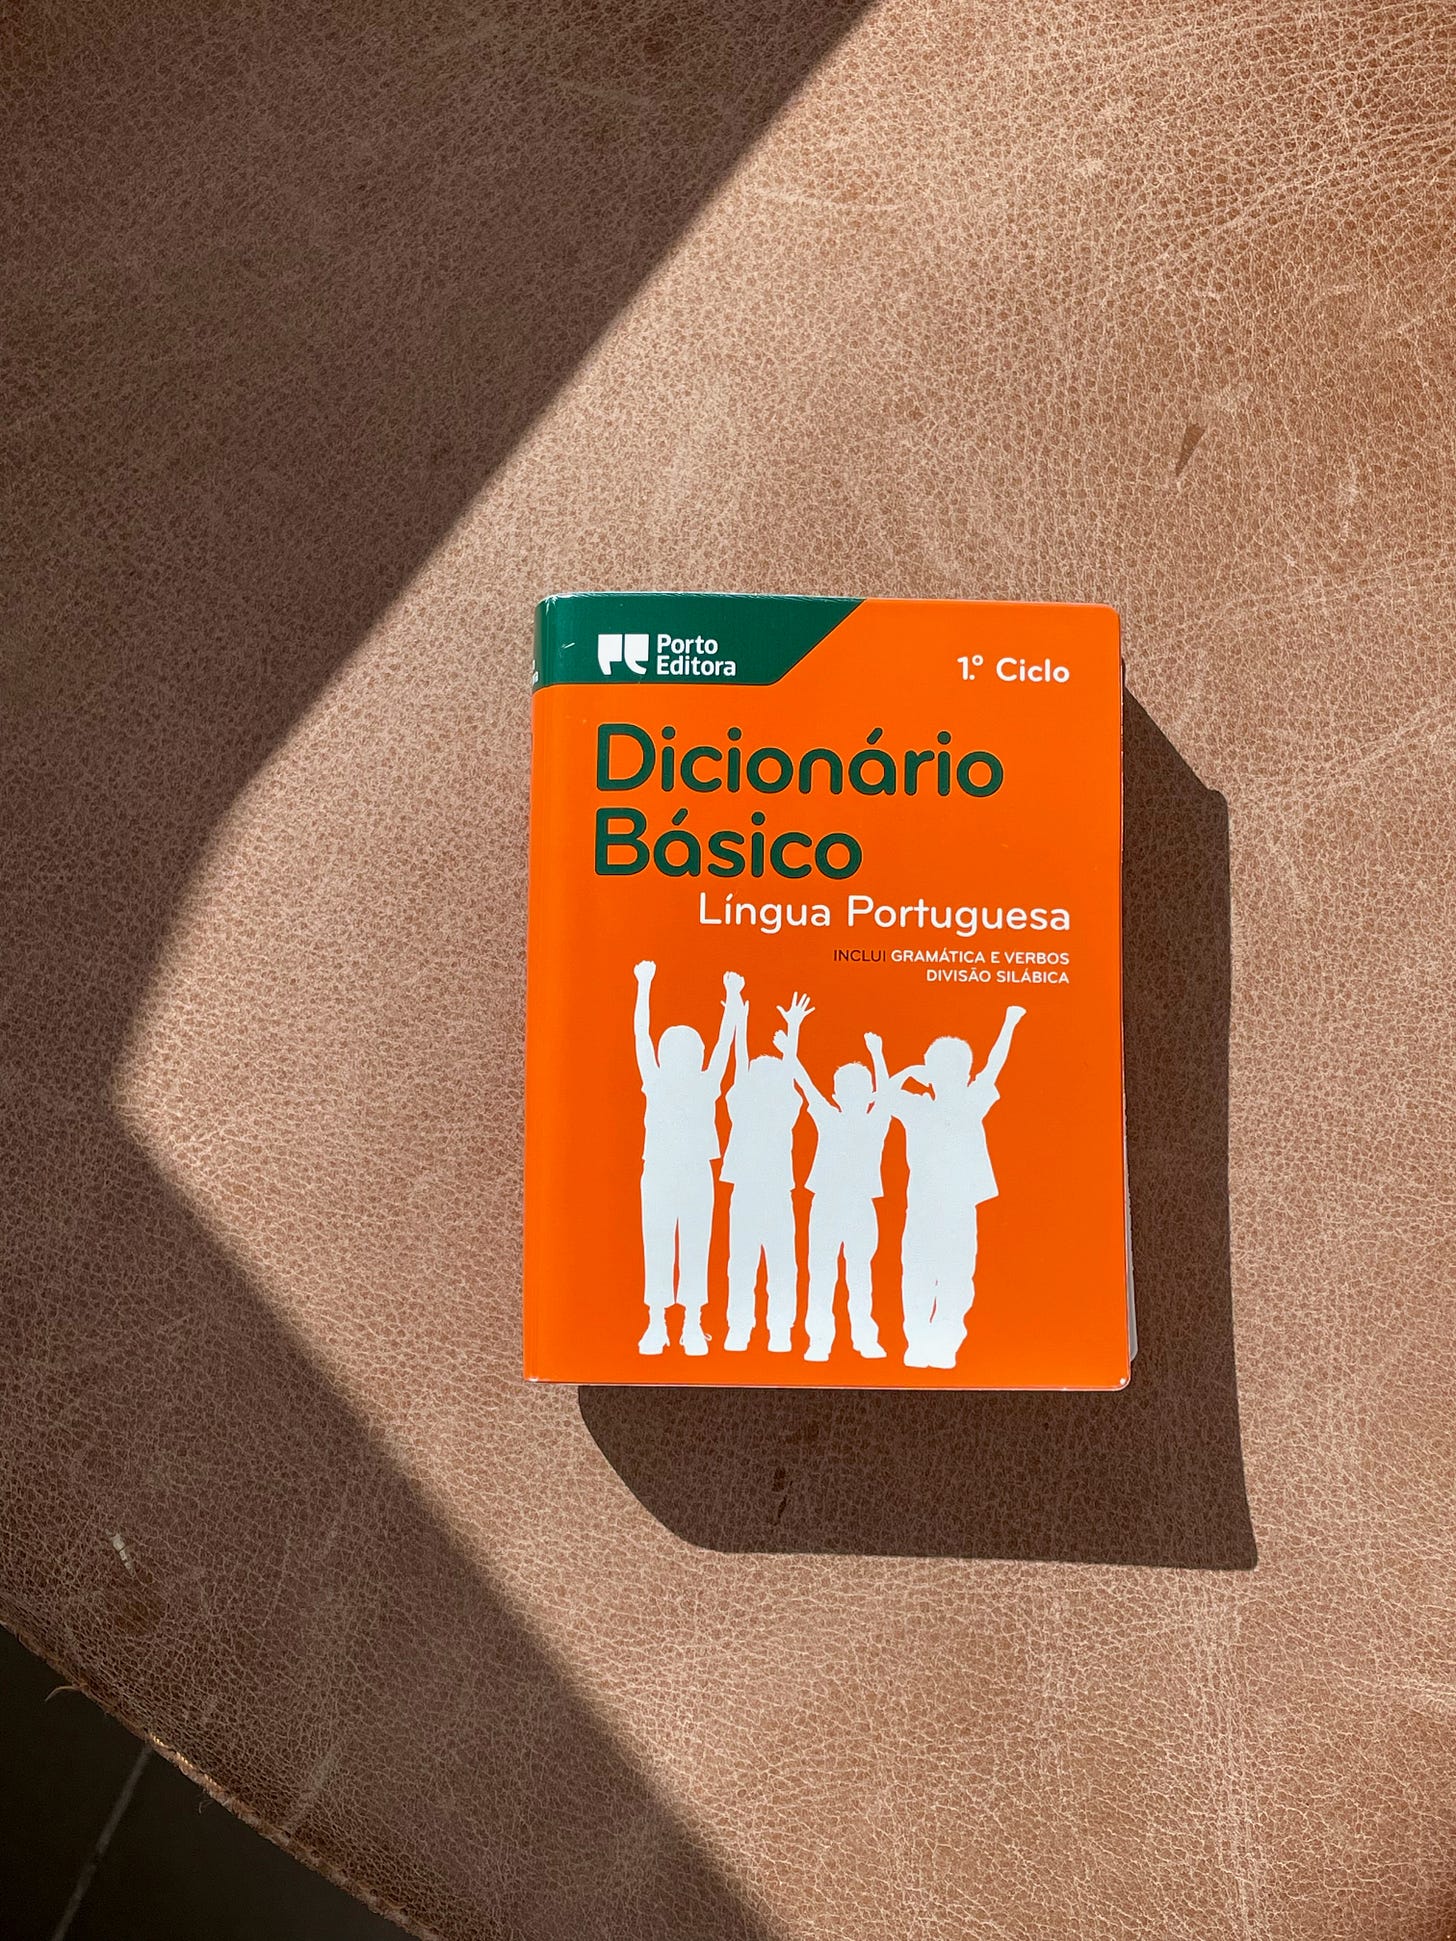 Porto
Editora
1.º Ciclo
Dicionário
Básico
Língua Portuguesa
INCLUI GRAMÁTICA E VERBOS
DIVISÃO SILÁBICA